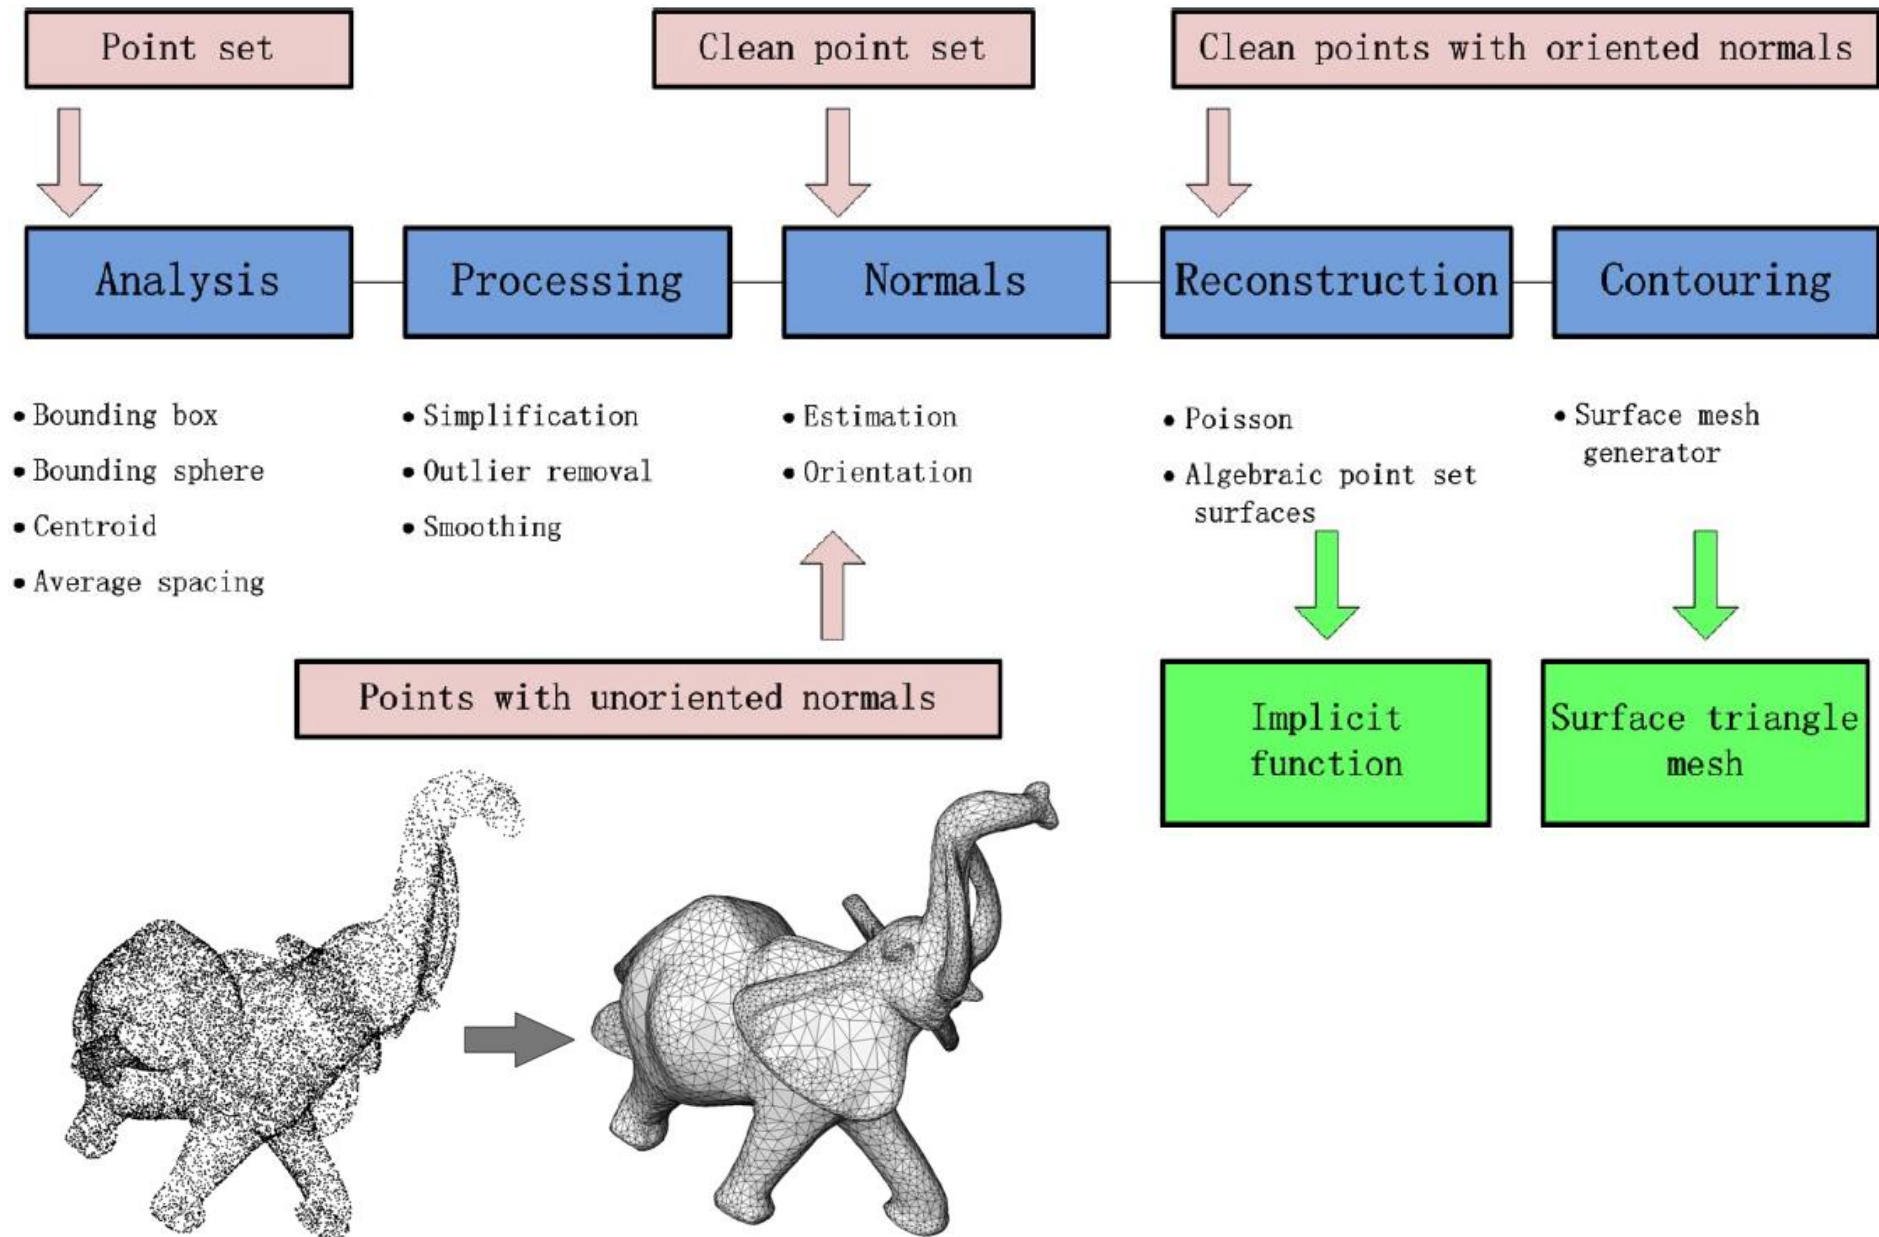 Point set
Clean point set
Clean points with oriented normals
Analysis
Processing
Normals
Reconstruction
Contouring
• Bounding box
• Bounding sphere
• Centroid
• Average spacing
• Simplification
• Outlier removal
• Smoothing
• Estimation
• Orientation
• Poisson
• Algebraic point set
surfaces
• Surface mesh
generator
Points with unoriented normals
Implicit
function
Surface triangle
mesh